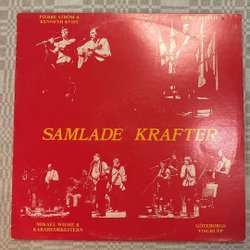 PIERRE STRÖM &
KENNETH KVIST
SAMLADE KRAFTER
MIKAEL WIEHE &
KABARÉORKESTERN
GÖTEBORGS
VISGRUPP